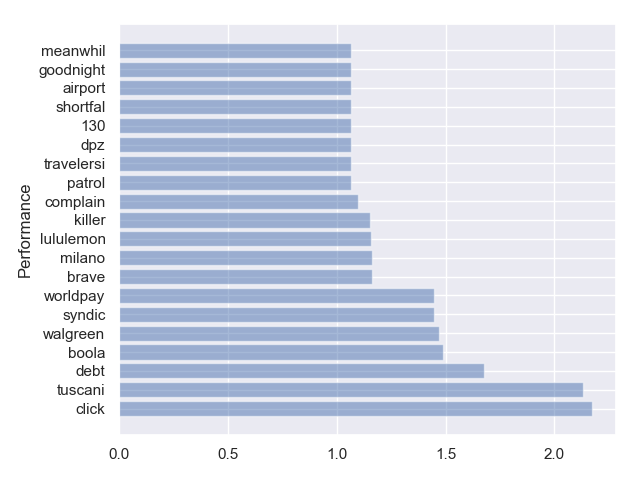 meanwhil
goodnight
airport
shortfal
130
dpz
travelersi
patrol
complain
killer
lululemon
milano
brave
worldpay
syndic
walgreen
boola
debt
tuscani
click
Performance
0.0 0.5 1.0 1.5 2.0